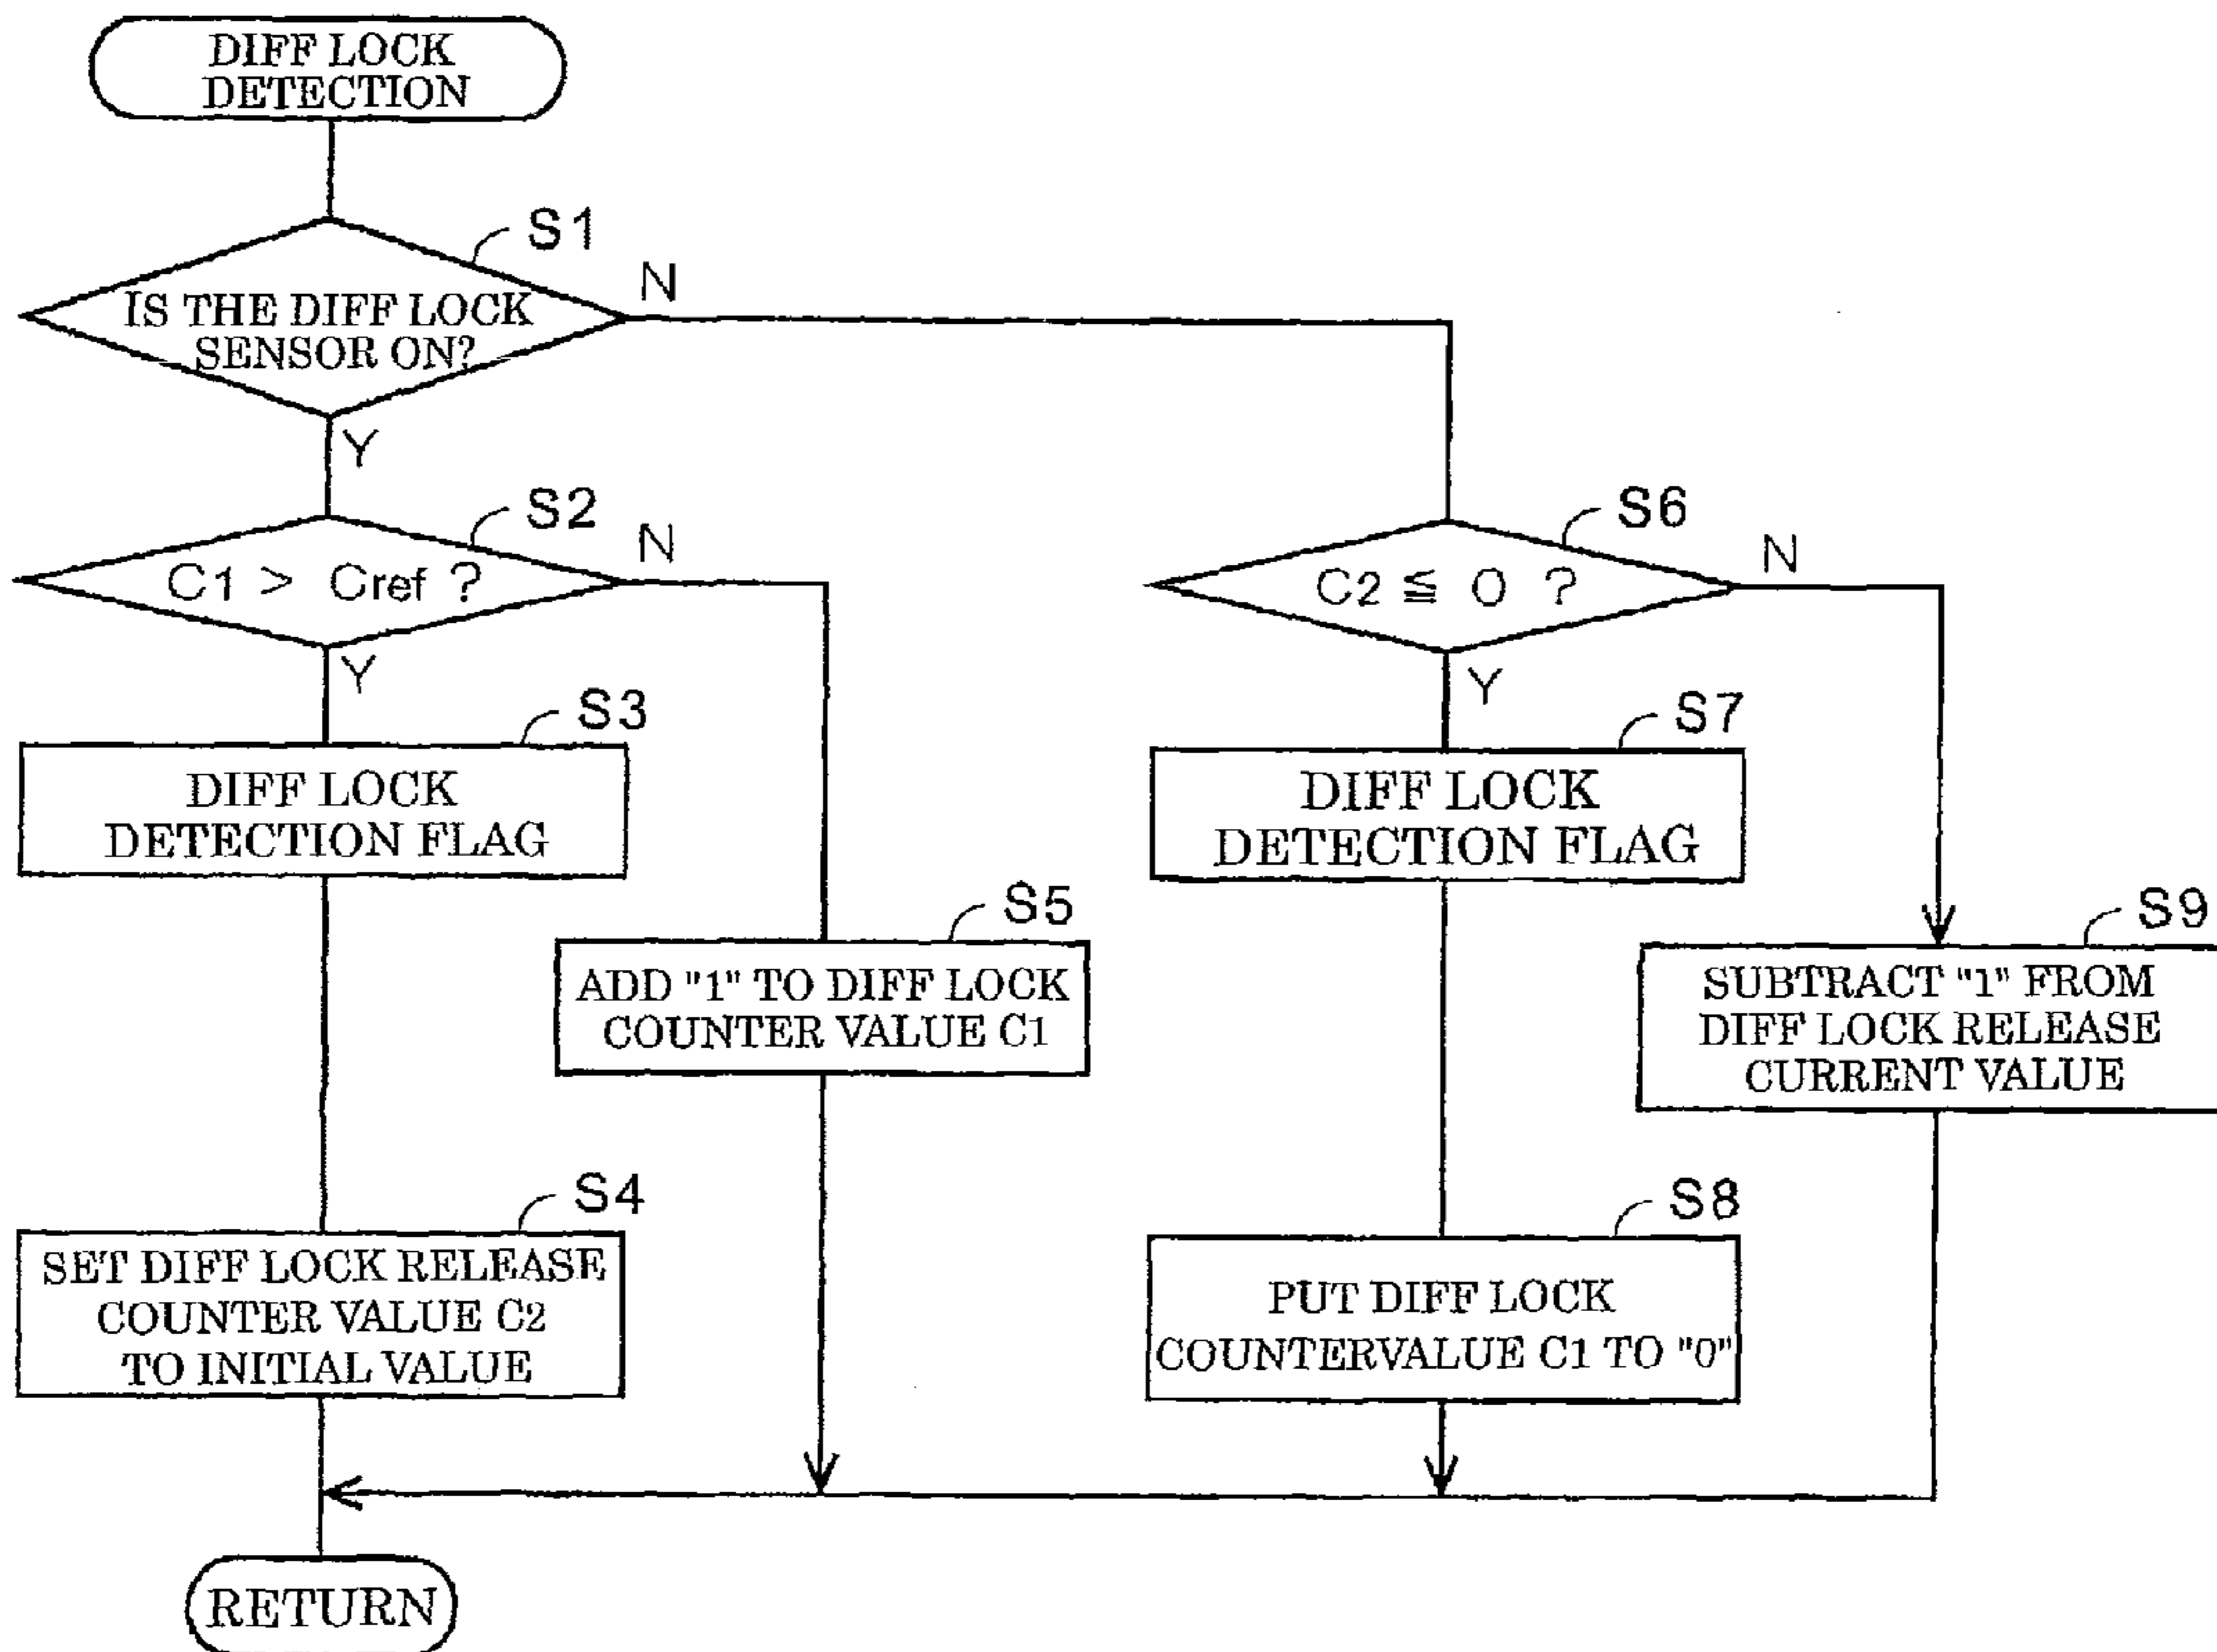 DIFF LOCK
DETECTION
S1
IS THE DIFF LOCK
SENSOR ON?
N
Y
S2
C1 > Cref ?
N
Y
S3
DIFF LOCK
DETECTION FLAG
S5
ADD "1" TO DIFF LOCK
COUNTER VALUE C1
S4
SET DIFF LOCK RELEASE
COUNTER VALUE C2
TO INITIAL VALUE
S6
C2 ≦ 0 ?
N
Y
S7
DIFF LOCK
DETECTION FLAG
S9
SUBTRACT "1" FROM
DIFF LOCK RELEASE
CURRENT VALUE
S8
PUT DIFF LOCK
COUNTERVALUE C1 TO "0"
RETURN